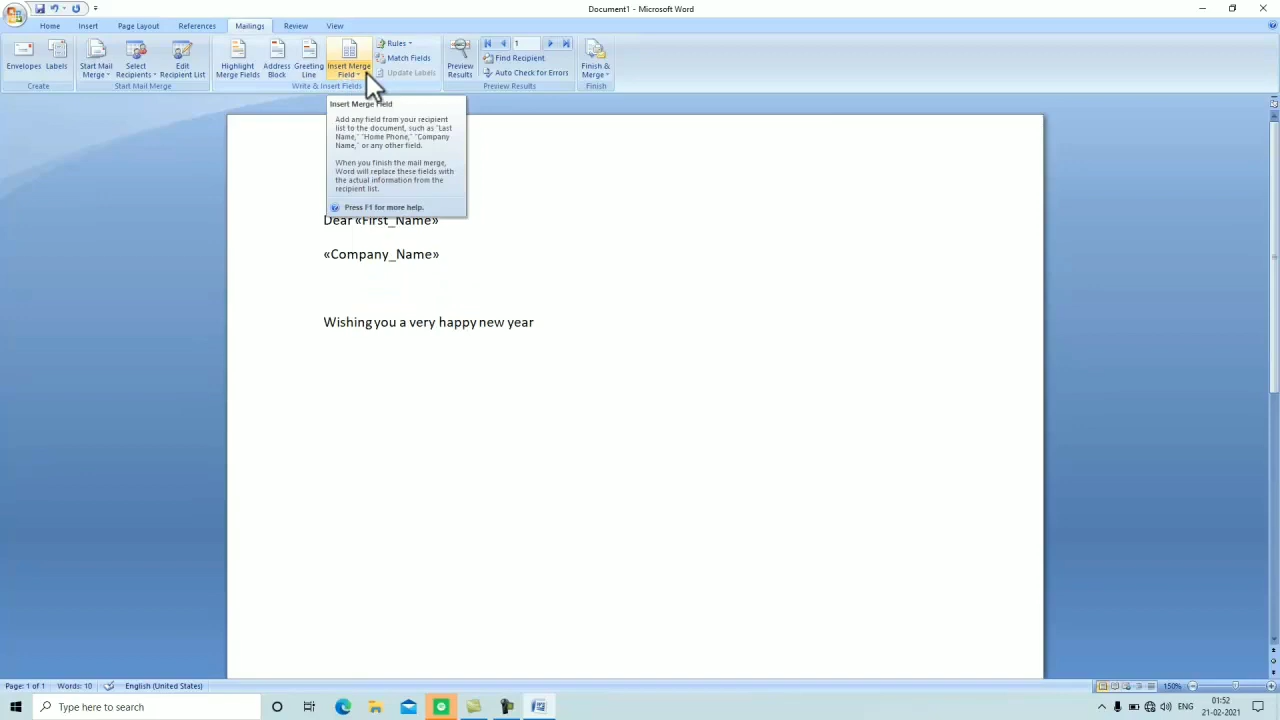 Document1 - Microsoft Word
Home Insert Page Layout References Mailings Review View
Envelopes Labels Start Mail Merge Select Recipients Edit Recipient List Highlight Merge Fields Address Block Greeting Line Insert Merge Field Rules Match Fields Update Labels Preview Results 1 Find Recipient Auto Check for Errors Finish & Merge
Create Start Mail Merge Write & Insert Fields Preview Results Finish
Insert Merge Field
Add any field from your recipient
list to the document, such as "Last
Name," "Home Phone," "Company
Name," or any other field.
When you finish the mail merge,
Word will replace these fields with
the actual information from the
recipient list.
Press F1 for more help.
Dear «First_Name»
«Company_Name»
Wishing you a very happy new year
Page: 1 of 1 Words: 10 English (United States) 150%
Type here to search ENG 01:52
21-02-2021